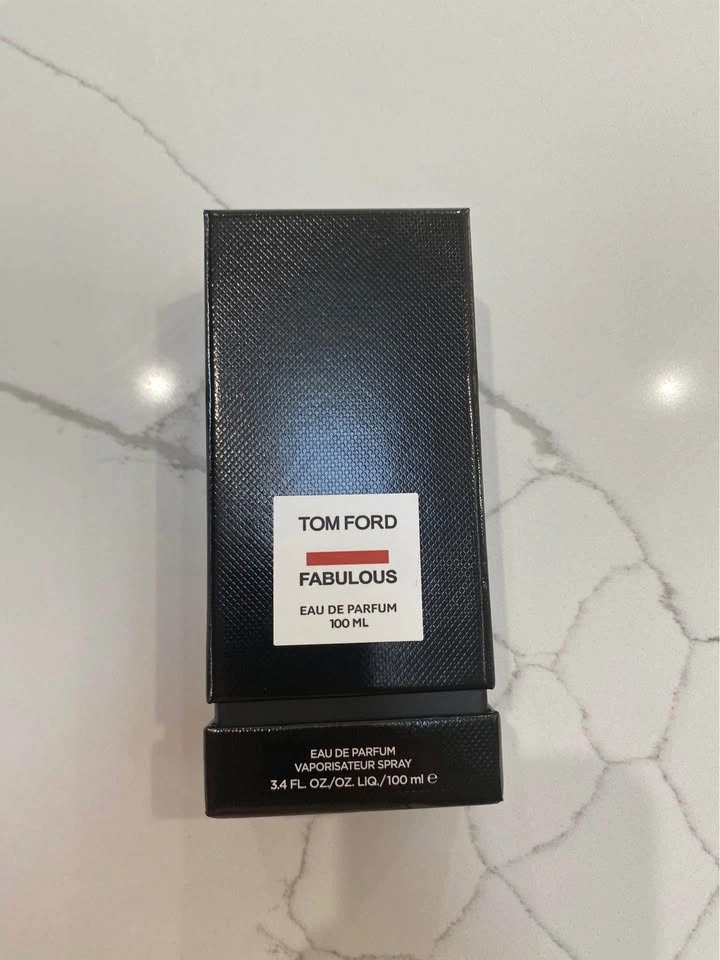 TOM FORD
FABULOUS
EAU DE PARFUM
100 ML
EAU DE PARFUM
VAPORISATEUR SPRAY
3.4 FL. OZ./OZ. LIQ./100 ml ℮